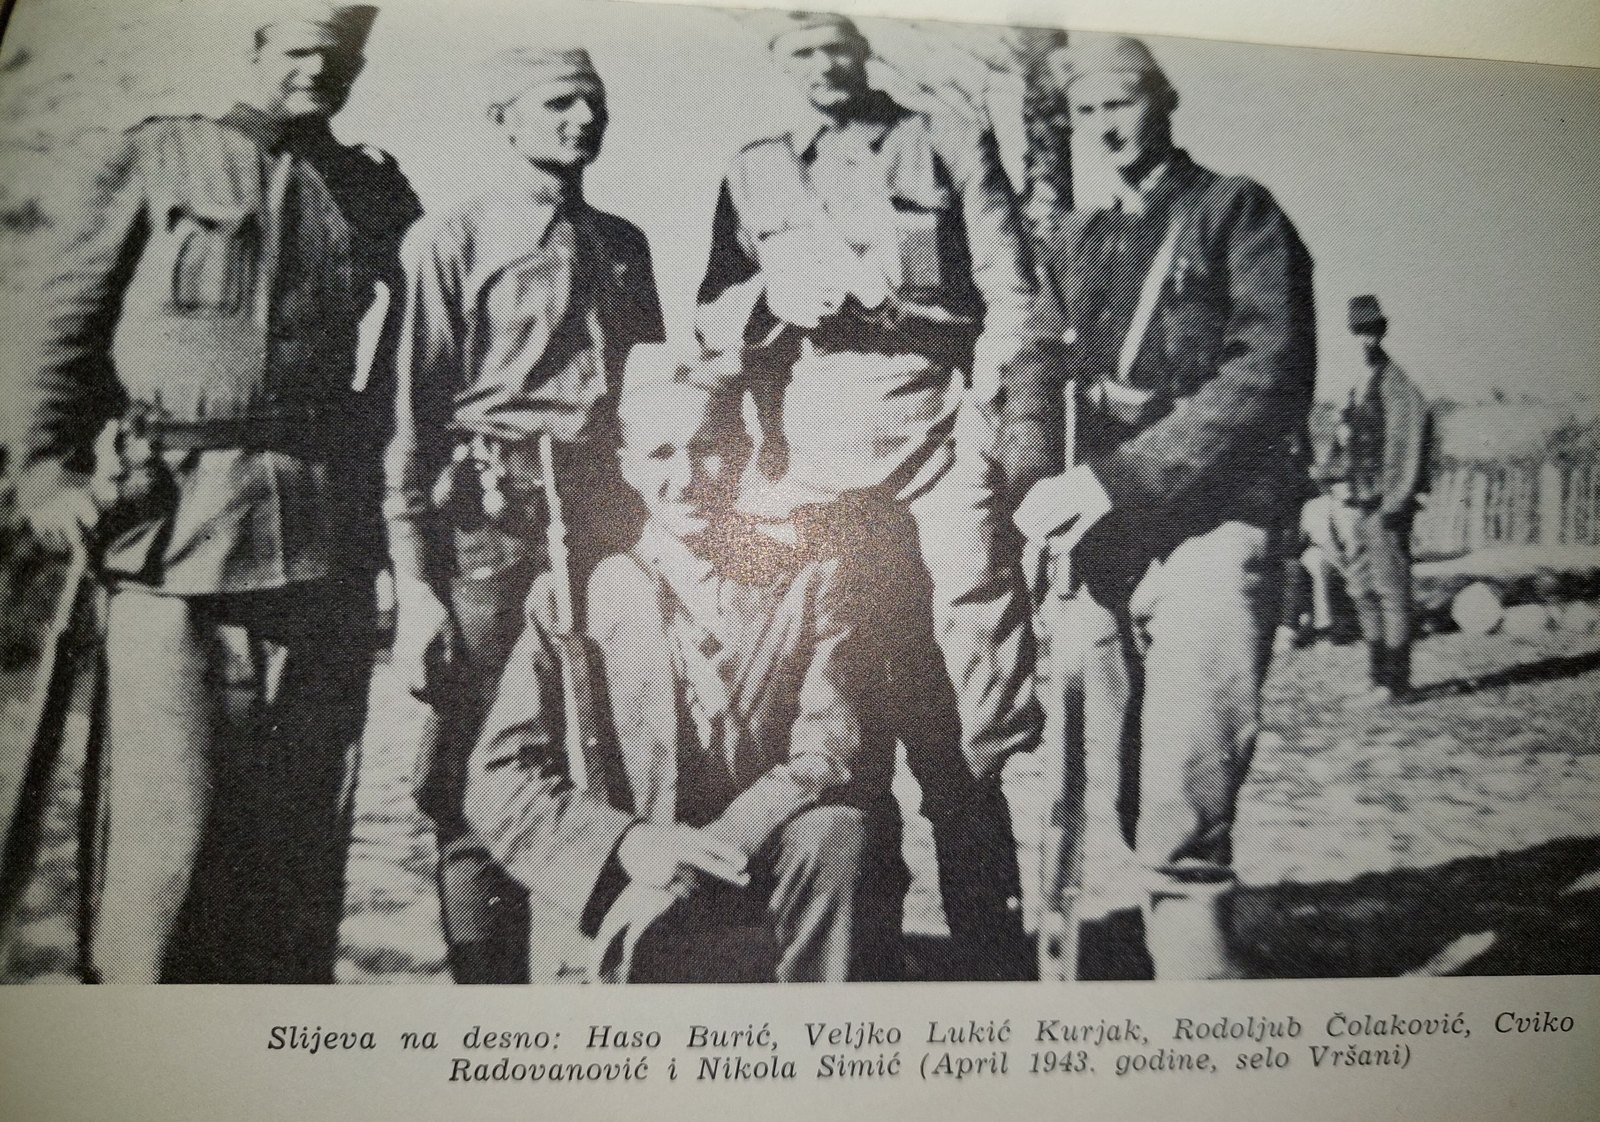 Slijeva na desno: Haso Burić, Veljko Lukić Kurjak, Rodoljub Čolaković, Cviko
Radovanović i Nikola Simić (April 1943. godine, selo Vršani)